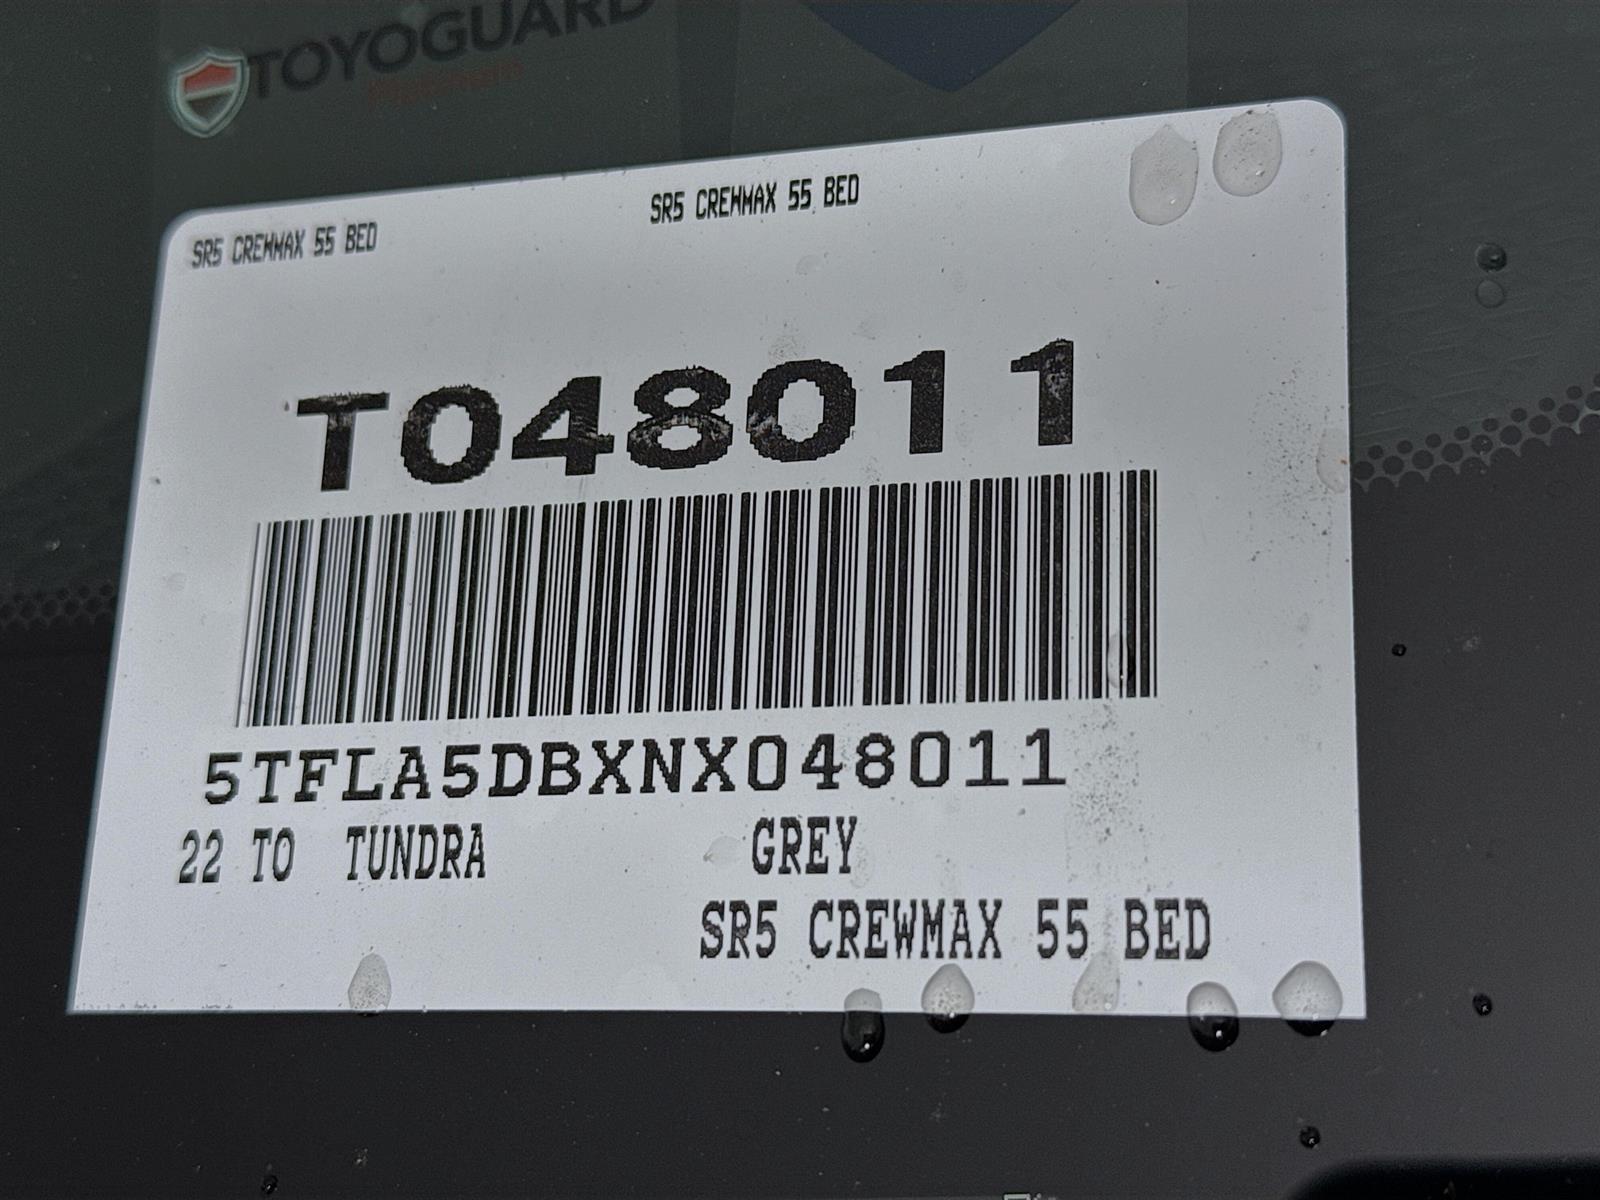 TOYOGUARD
Platinum
SR5 CREWMAX 55 BED
SR5 CREWMAX 55 BED
T048011
5TFLA5DBXNX048011
22 TO TUNDRA GREY
SR5 CREWMAX 55 BED